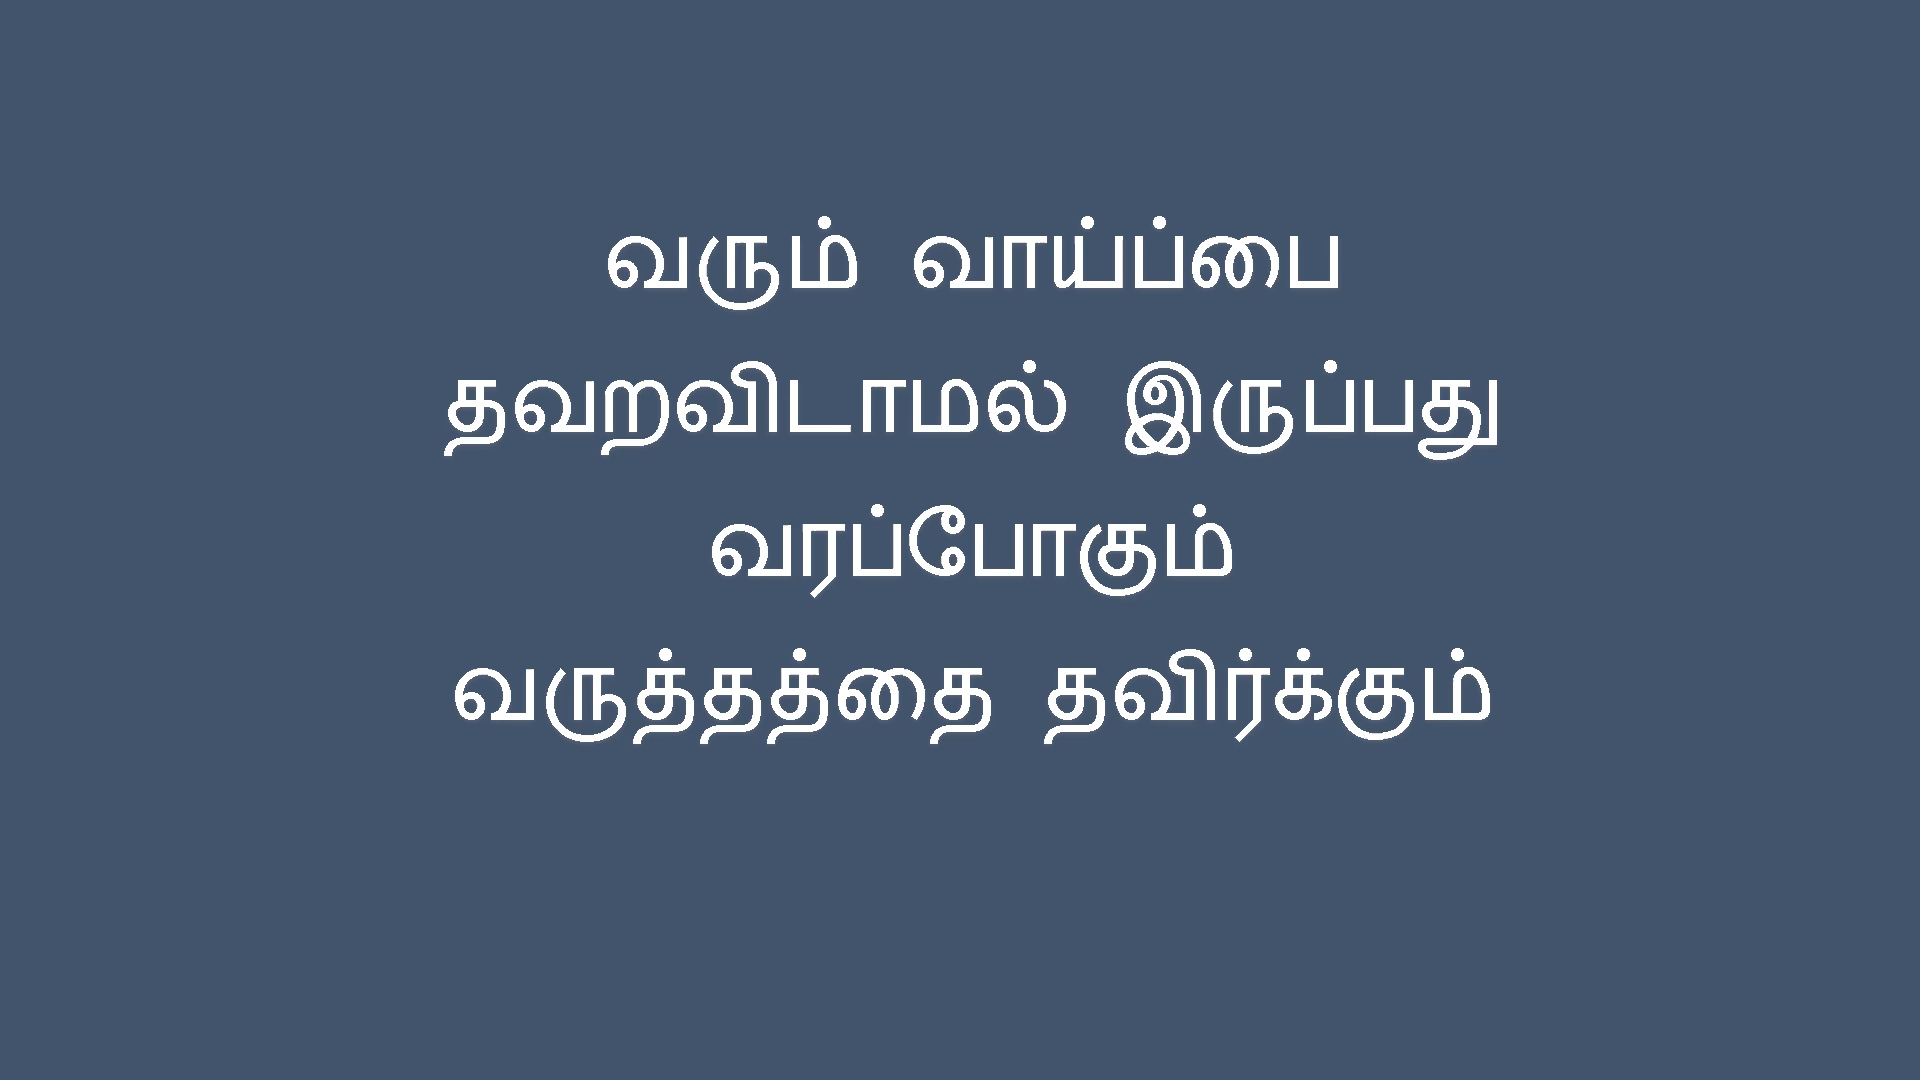 வரும் வாய்ப்பை
தவறவிடாமல் இருப்பது
வரப்போகும்
வருத்தத்தை தவிர்க்கும்